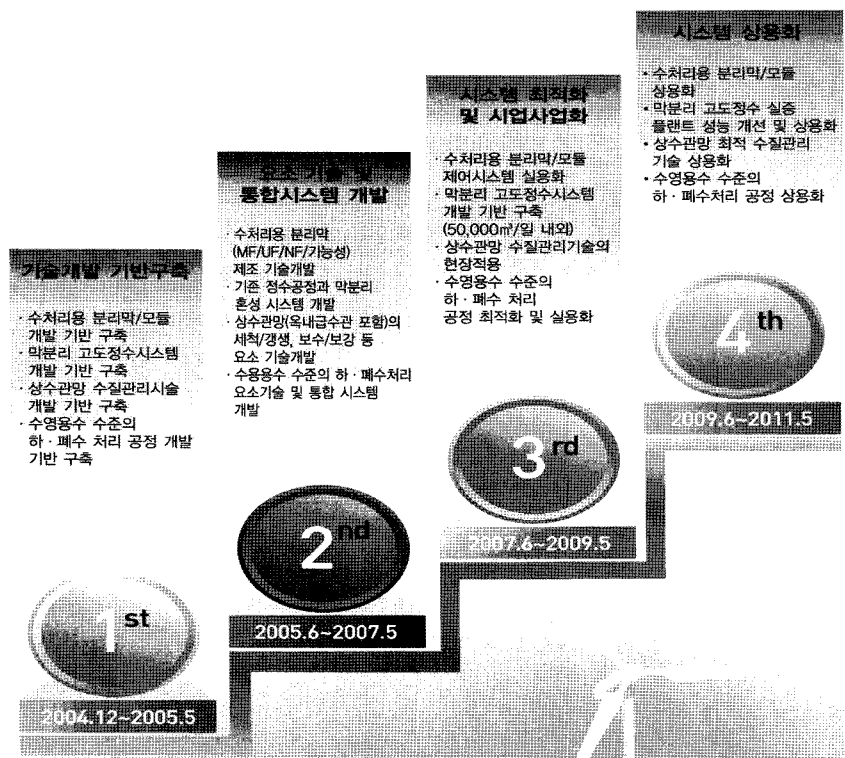 기술개발 기반구축
· 수처리용 분리막/모듈
개발 기반 구축
· 막분리 고도정수시스템
개발 기반 구축
· 상수관망 수질관리시술
개발 기반 구축
· 수영용수 수준의
하 · 폐수 처리 공정 개발
기반 구축
1st
2004.12~2005.5
요소 기술 및
통합시스템 개발
· 수처리용 분리막
(MF/UF/NF/기능성)
제조 기술개발
· 기존 정수공정과 막분리
혼성 시스템 개발
· 상수관망(옥내급수관 포함)의
세척/갱생, 보수/보강 등
요소 기술개발
· 수용용수 수준의 하 · 폐수처리
요소기술 및 통합 시스템
개발
2nd
2005.6~2007.5
시스템 최적화
및 시업사업화
· 수처리용 분리막/모듈
제어시스템 실용화
· 막분리 고도정수시스템
개발 기반 구축
(50,000㎥/일 내외)
· 상수관망 수질관리기술의
현장적용
· 수영용수 수준의
하 · 폐수 처리
공정 최적화 및 실용화
3rd
2007.6~2009.5
시스템 상용화
· 수처리용 분리막/모듈
상용화
· 막분리 고도정수 실증
플랜트 성능 개선 및 상용화
· 상수관망 최적 수질관리
기술 상용화
· 수영용수 수준의
하 · 폐수처리 공정 상용화
4th
2009.6~2011.5